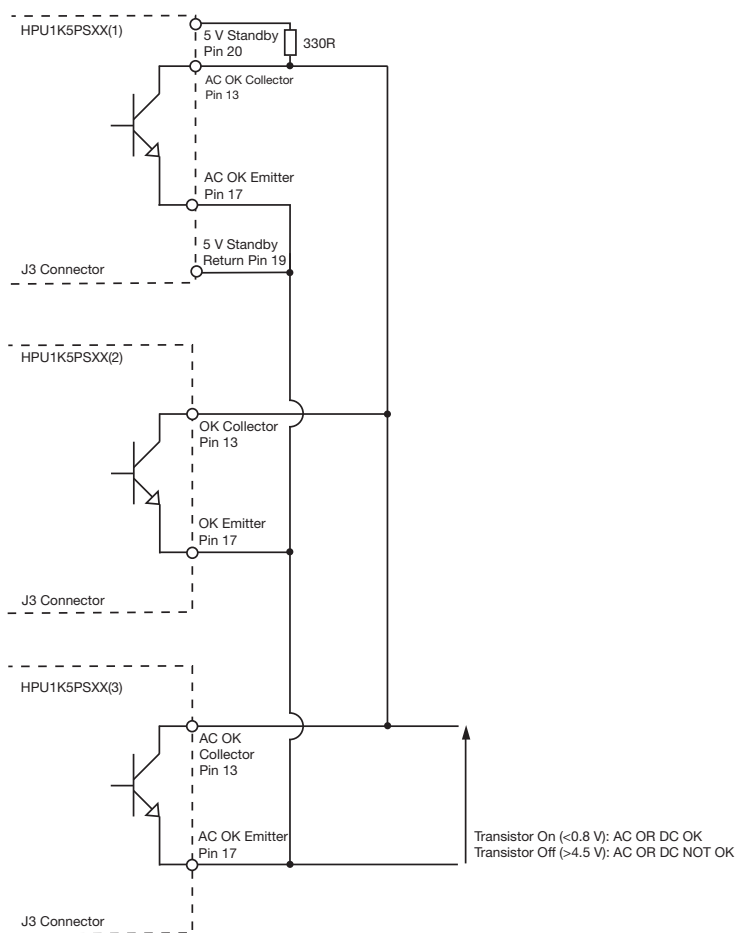 HPU1K5PSXX(1)
5 V Standby
Pin 20
330R
AC OK Collector
Pin 13
AC OK Emitter
Pin 17
5 V Standby
Return Pin 19
J3 Connector
HPU1K5PSXX(2)
OK Collector
Pin 13
OK Emitter
Pin 17
J3 Connector
HPU1K5PSXX(3)
AC OK
Collector
Pin 13
AC OK Emitter
Pin 17
Transistor On (<0.8 V): AC OR DC OK
Transistor Off (>4.5 V): AC OR DC NOT OK
J3 Connector